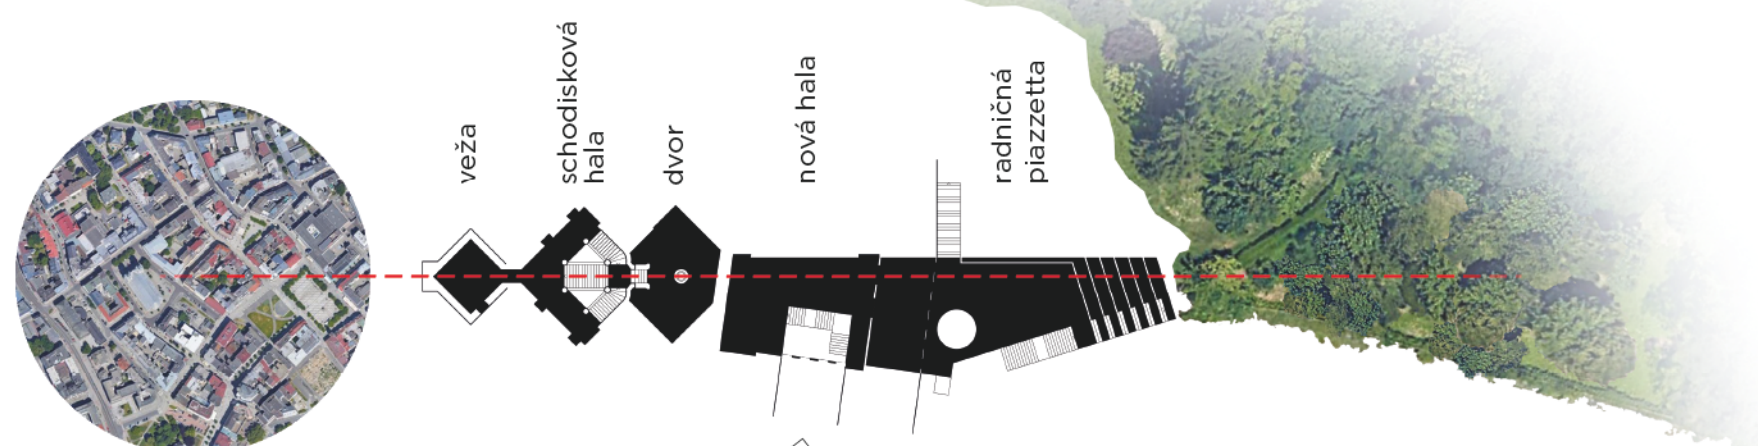 veža
schodisková
hala
dvor
nová hala
radničná
piazzetta